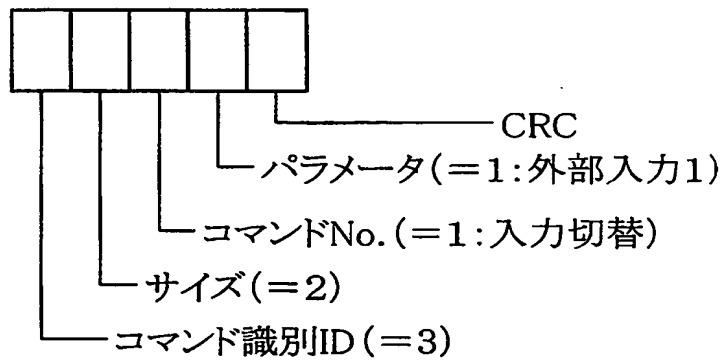 CRC
パラメータ(=1:外部入力1)
コマンドNo.(=1:入力切替)
サイズ(=2)
コマンド識別ID(=3)